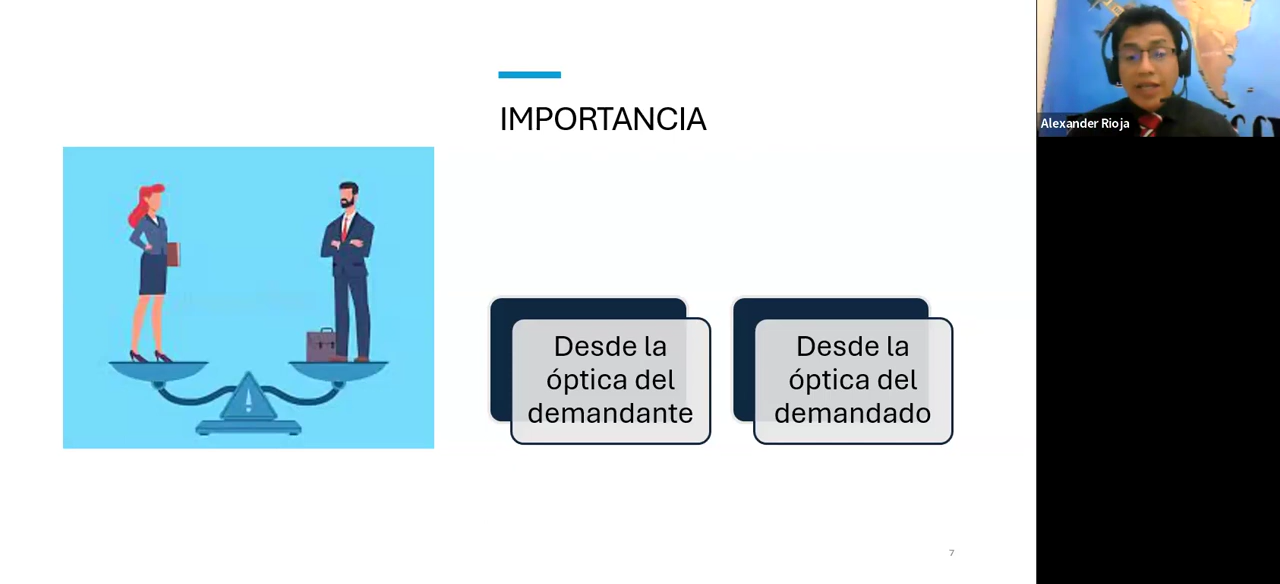 IMPORTANCIA
Desde la
óptica del
demandante
Desde la
óptica del
demandado
7
Alexander Rioja